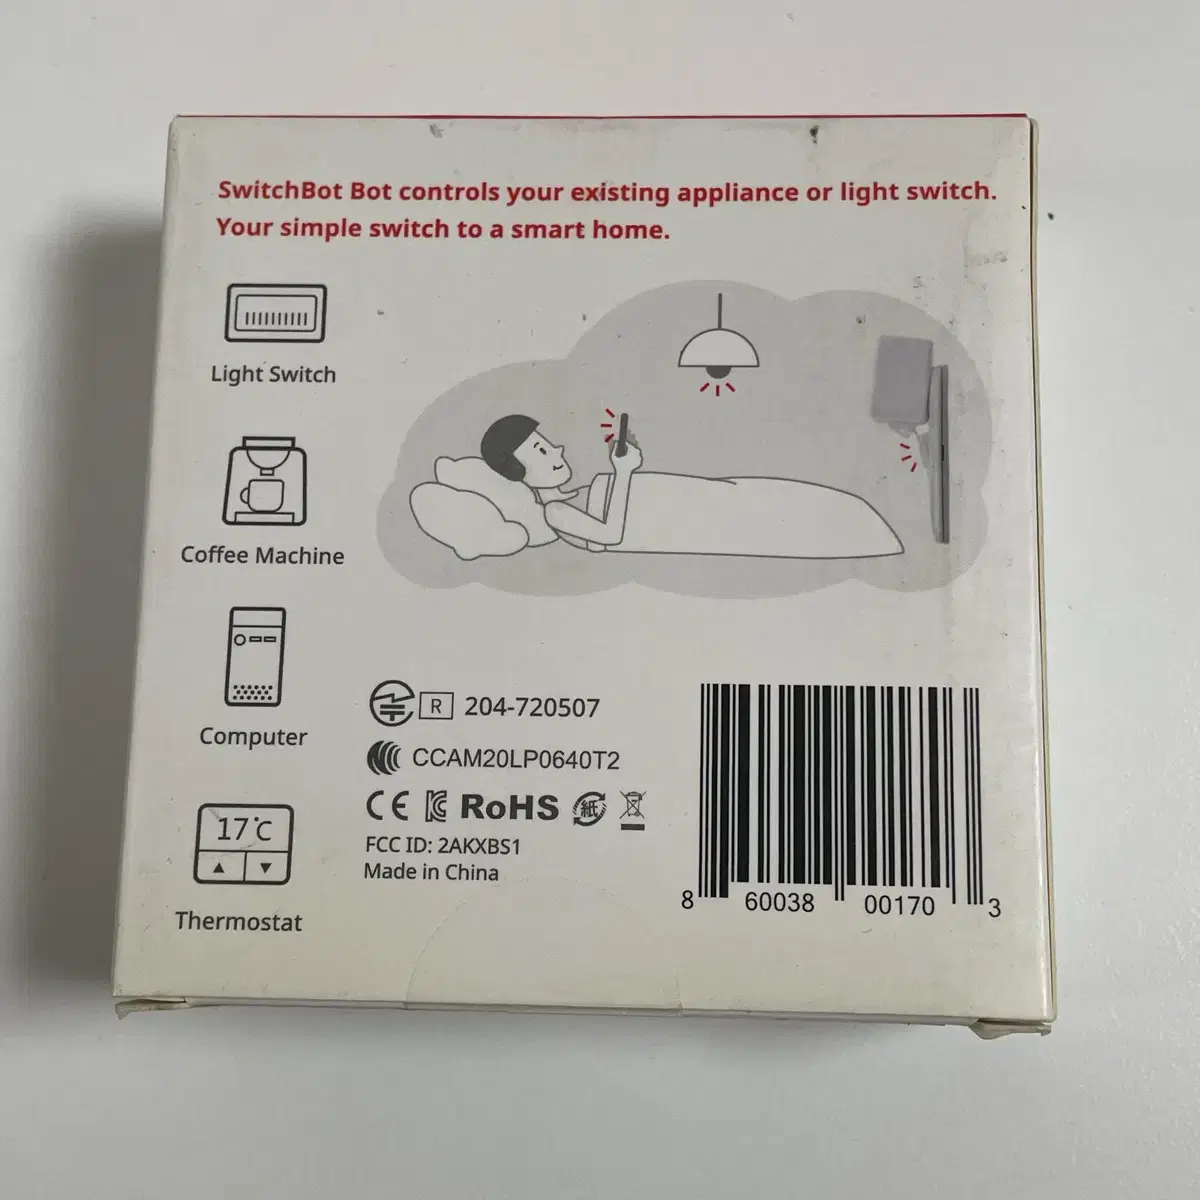 SwitchBot Bot controls your existing appliance or light switch.
Your simple switch to a smart home.
Light Switch
Coffee Machine
Computer
17°C
Thermostat
R 204-720507
CCAM20LP0640T2
CE RoHS 紙
FCC ID: 2AKXBS1
Made in China
8 60038 00170 3